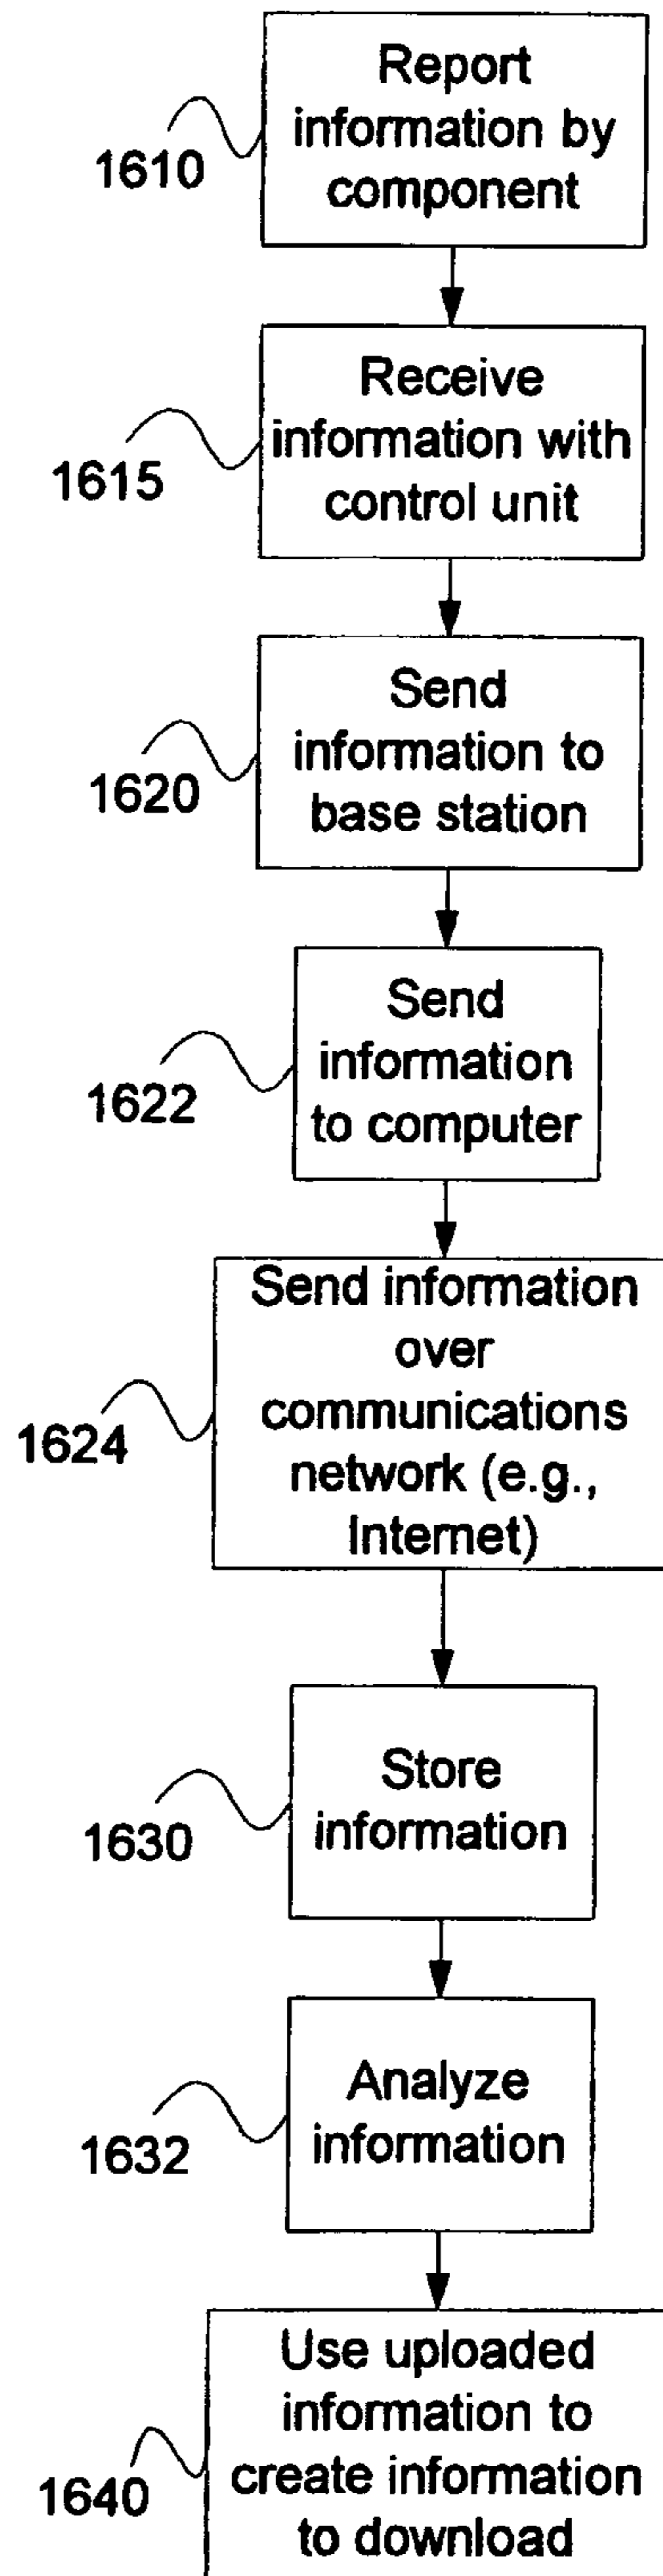 Report
information by
component
1610
Receive
information with
control unit
1615
Send
information to
base station
1620
Send
information
to computer
1622
Send information
over
communications
network (e.g.,
Internet)
1624
Store
information
1630
Analyze
information
1632
Use uploaded
information to
create information
to download
1640